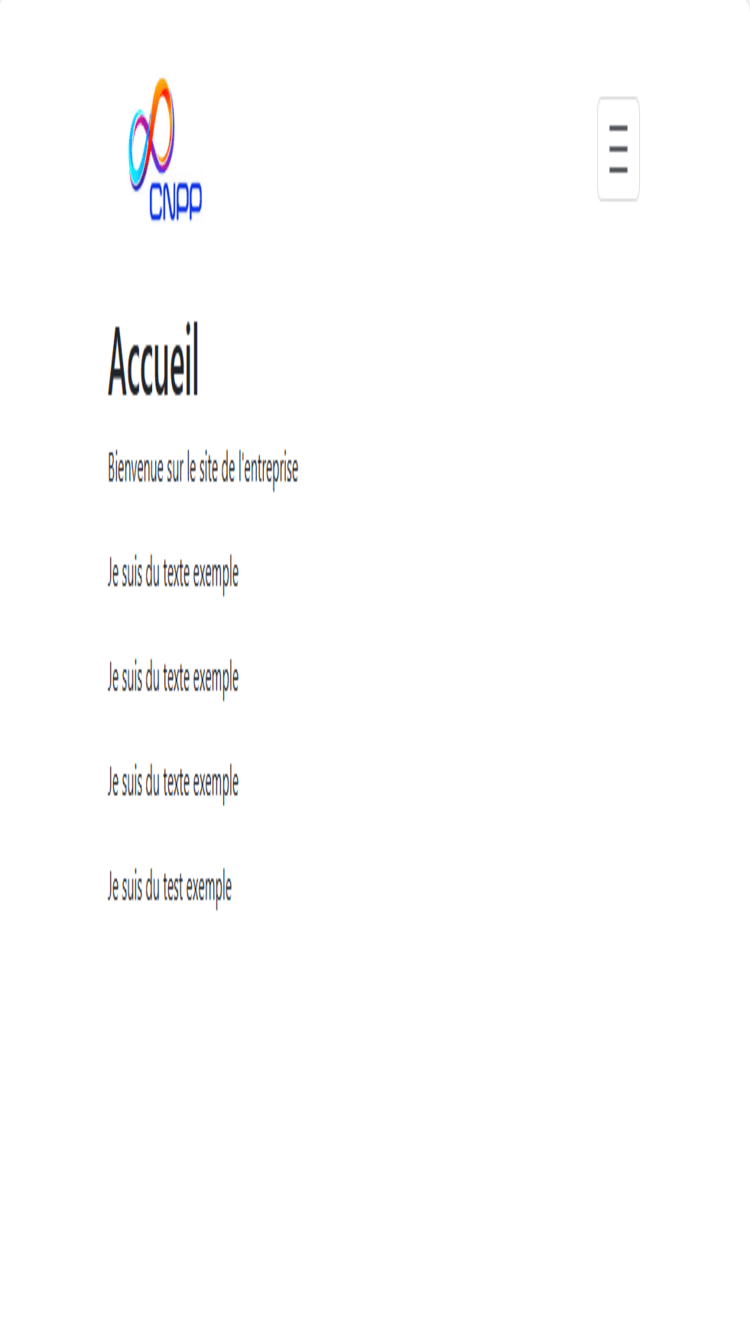 CNPP
Accueil
Bienvenue sur le site de l'entreprise
Je suis du texte exemple
Je suis du texte exemple
Je suis du texte exemple
Je suis du test exemple